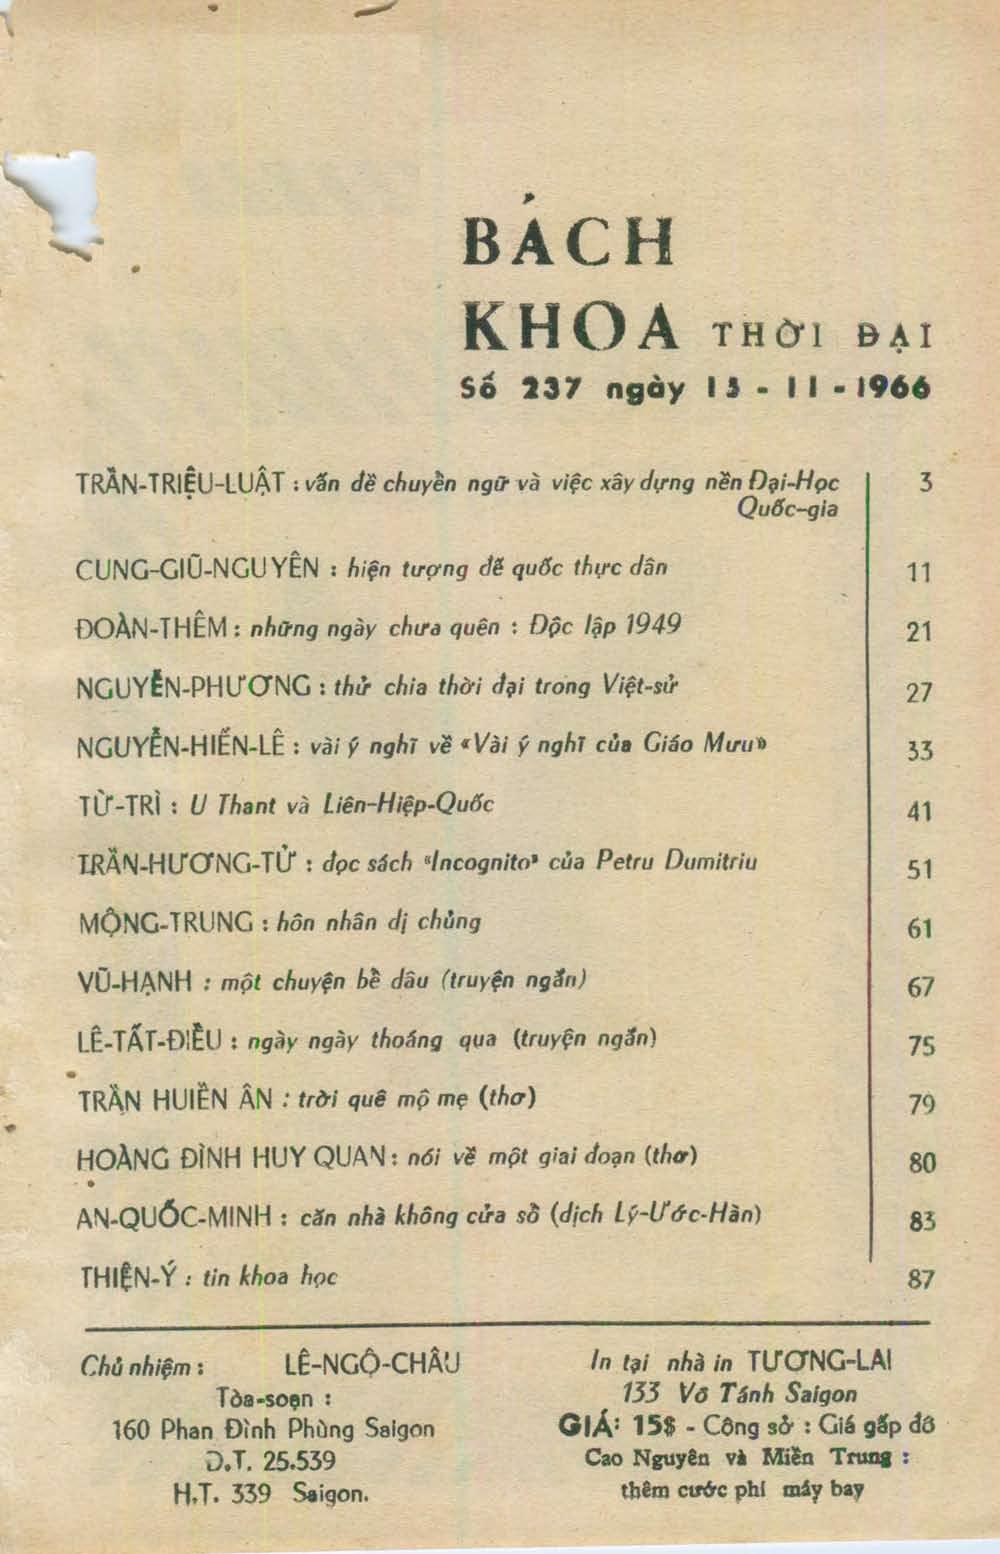 BÁCH
KHOA THỜI ĐẠI
Số 237 ngày 15 - 11 - 1966
TRẦN-TRIỆU-LUẬT : vấn đề chuyển ngữ và việc xây dựng nền Đại-Học 3
Quốc-gia
CUNG-GIŨ-NGUYÊN : hiện tượng đế quốc thực dân 11
ĐOÀN-THÊM : những ngày chưa quên : Độc lập 1949 21
NGUYỄN-PHƯƠNG : thử chia thời đại trong Việt-sử 27
NGUYỄN-HIẾN-LÊ : vài ý nghĩ về «Vài ý nghĩ của Giáo Mưu» 33
TỪ-TRÌ : U Thant và Liên-Hiệp-Quốc 41
TRẦN-HƯƠNG-TỬ : đọc sách «Incognito» của Petru Dumitriu 51
MỘNG-TRUNG : hôn nhân dị chủng 61
VŨ-HẠNH : một chuyện bể dâu (truyện ngắn) 67
LÊ-TẤT-ĐIỀU : ngày ngày thoáng qua (truyện ngắn) 75
TRẦN HUIỀN ÂN : trời quê mộ mẹ (thơ) 79
HOÀNG ĐÌNH HUY QUAN : nói về một giai đoạn (thơ) 80
AN-QUỐC-MINH : căn nhà không cửa sổ (dịch Lý-Ước-Hàn) 83
THIỆN-Ý : tin khoa học 87
Chủ nhiệm : LÊ-NGỘ-CHÂU
Tòa-soạn :
160 Phan Đình Phùng Saigon
Đ.T. 25.539
H.T. 339 Saigon.
In tại nhà in TƯƠNG-LAI
133 Võ Tánh Saigon
GIÁ: 15$ - Công sở : Giá gấp đôi
Cao Nguyên và Miền Trung :
thêm cước phí máy bay